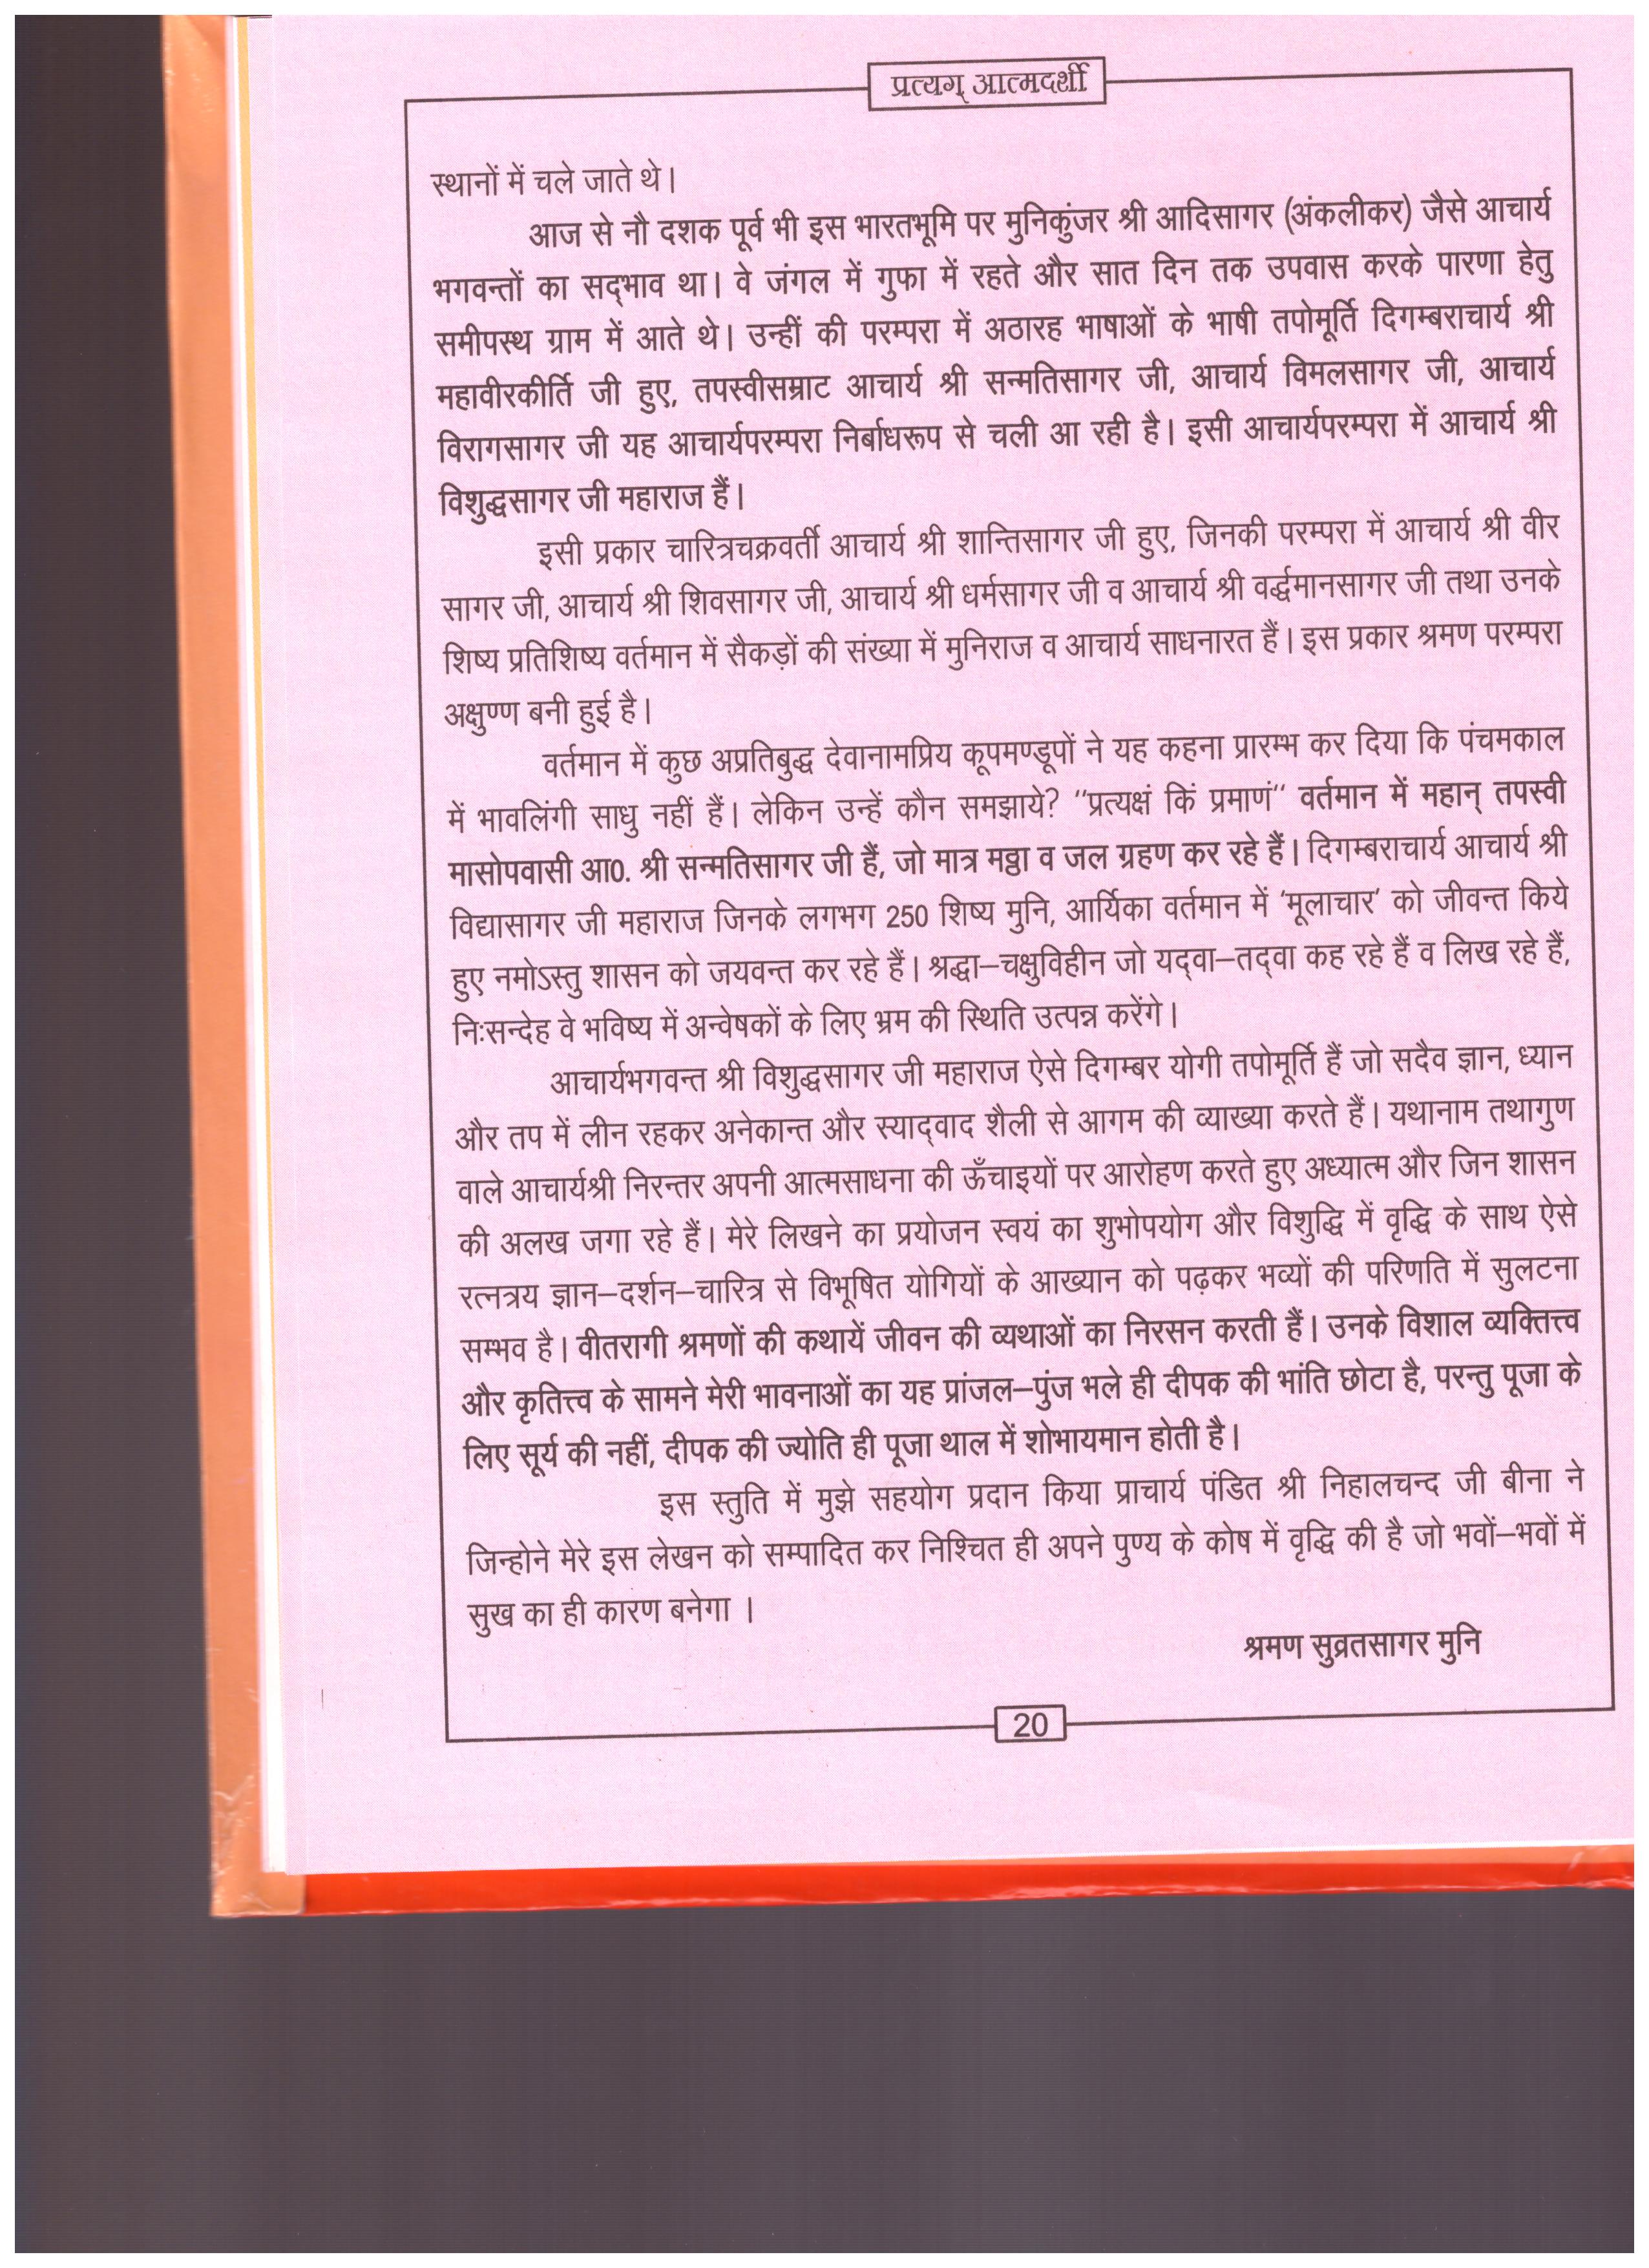 प्रत्यग् आत्मदर्शी
स्थानों में चले जाते थे।
आज से नौ दशक पूर्व भी इस भारतभूमि पर मुनिकुंजर श्री आदिसागर (अंकलीकर) जैसे आचार्य
भगवन्तों का सद्‌भाव था। वे जंगल में गुफा में रहते और सात दिन तक उपवास करके पारणा हेतु
समीपस्थ ग्राम में आते थे। उन्हीं की परम्परा में अठारह भाषाओं के भाषी तपोमूर्ति दिगम्बराचार्य श्री
महावीरकीर्ति जी हुए, तपस्वीसम्राट आचार्य श्री सन्मतिसागर जी, आचार्य विमलसागर जी, आचार्य
विरागसागर जी यह आचार्यपरम्परा निर्बाधरूप से चली आ रही है। इसी आचार्यपरम्परा में आचार्य श्री
विशुद्धसागर जी महाराज हैं।
इसी प्रकार चारित्रचक्रवर्ती आचार्य श्री शान्तिसागर जी हुए, जिनकी परम्परा में आचार्य श्री वीर
सागर जी, आचार्य श्री शिवसागर जी, आचार्य श्री धर्मसागर जी व आचार्य श्री वर्द्धमानसागर जी तथा उनके
शिष्य प्रतिशिष्य वर्तमान में सैकड़ों की संख्या में मुनिराज व आचार्य साधनारत हैं। इस प्रकार श्रमण परम्परा
अक्षुण्ण बनी हुई है।
वर्तमान में कुछ अप्रतिबुद्ध देवानामप्रिय कूपमण्डूपों ने यह कहना प्रारम्भ कर दिया कि पंचमकाल
में भावलिंगी साधु नहीं हैं। लेकिन उन्हें कौन समझाये? "प्रत्यक्षं किं प्रमाणं" वर्तमान में महान् तपस्वी
मासोपवासी आ0. श्री सन्मतिसागर जी हैं, जो मात्र मठ्ठा व जल ग्रहण कर रहे हैं। दिगम्बराचार्य आचार्य श्री
विद्यासागर जी महाराज जिनके लगभग 250 शिष्य मुनि, आर्यिका वर्तमान में 'मूलाचार' को जीवन्त किये
हुए नमोऽस्तु शासन को जयवन्त कर रहे हैं। श्रद्धा–चक्षुविहीन जो यद्‌वा–तद्‌वा कह रहे हैं व लिख रहे हैं,
निःसन्देह वे भविष्य में अन्वेषकों के लिए भ्रम की स्थिति उत्पन्न करेंगे।
आचार्यभगवन्त श्री विशुद्धसागर जी महाराज ऐसे दिगम्बर योगी तपोमूर्ति हैं जो सदैव ज्ञान, ध्यान
और तप में लीन रहकर अनेकान्त और स्याद्‌वाद शैली से आगम की व्याख्या करते हैं। यथानाम तथागुण
वाले आचार्यश्री निरन्तर अपनी आत्मसाधना की ऊँचाइयों पर आरोहण करते हुए अध्यात्म और जिन शासन
की अलख जगा रहे हैं। मेरे लिखने का प्रयोजन स्वयं का शुभोपयोग और विशुद्धि में वृद्धि के साथ ऐसे
रत्नत्रय ज्ञान–दर्शन–चारित्र से विभूषित योगियों के आख्यान को पढ़कर भव्यों की परिणति में सुलटना
सम्भव है। वीतरागी श्रमणों की कथायें जीवन की व्यथाओं का निरसन करती हैं। उनके विशाल व्यक्तित्त्व
और कृतित्त्व के सामने मेरी भावनाओं का यह प्रांजल–पुंज भले ही दीपक की भांति छोटा है, परन्तु पूजा के
लिए सूर्य की नहीं, दीपक की ज्योति ही पूजा थाल में शोभायमान होती है।
इस स्तुति में मुझे सहयोग प्रदान किया प्राचार्य पंडित श्री निहालचन्द जी बीना ने
जिन्होने मेरे इस लेखन को सम्पादित कर निश्चित ही अपने पुण्य के कोष में वृद्धि की है जो भवों–भवों में
सुख का ही कारण बनेगा ।
श्रमण सुव्रतसागर मुनि
20